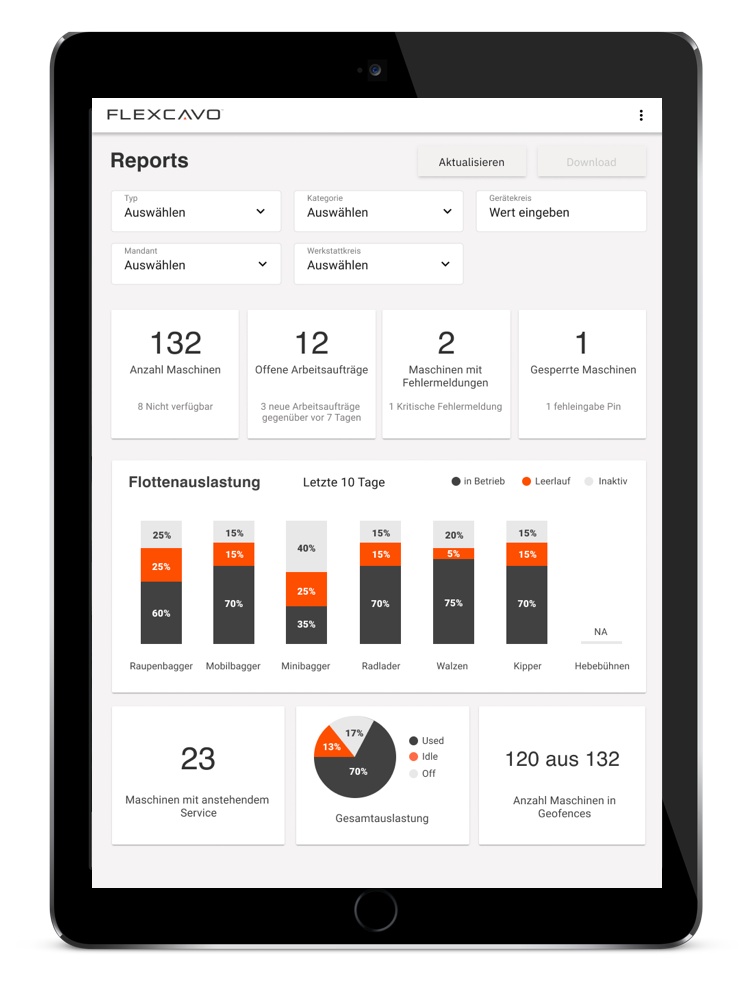 FLEXCAVO
Reports
Aktualisieren
Download
Typ
Auswählen
Kategorie
Auswählen
Gerätekreis
Wert eingeben
Mandant
Auswählen
Werkstattkreis
Auswählen
132
Anzahl Maschinen
8 Nicht verfügbar
12
Offene Arbeitsaufträge
3 neue Arbeitsaufträge
gegenüber vor 7 Tagen
2
Maschinen mit
Fehlermeldungen
1 Kritische Fehlermeldung
1
Gesperrte Maschinen
1 fehleingabe Pin
Flottenauslastung
Letzte 10 Tage
in Betrieb
Leerlauf
Inaktiv
25%
25%
60%
Raupenbagger
15%
15%
70%
Mobilbagger
40%
25%
35%
Minibagger
15%
15%
70%
Radlader
20%
5%
75%
Walzen
15%
15%
70%
Kipper
NA
Hebebühnen
23
Maschinen mit anstehendem
Service
17%
13%
70%
Used
Idle
Off
Gesamtauslastung
120 aus 132
Anzahl Maschinen in
Geofences